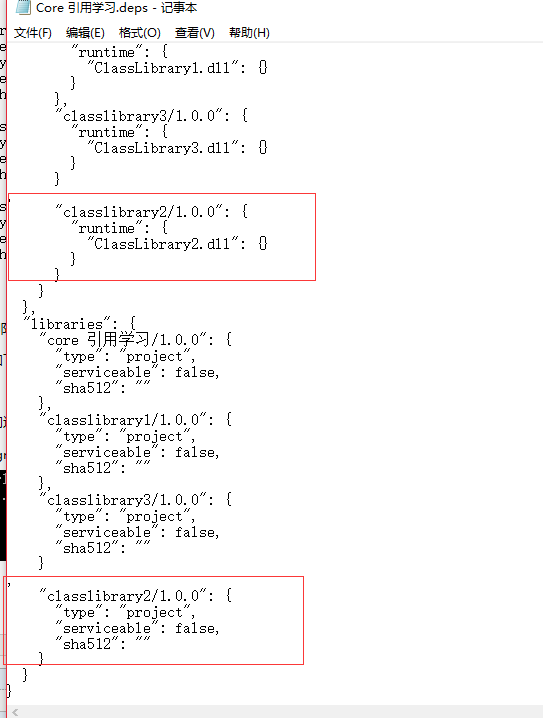 Core 引用学习.deps - 记事本
文件(F) 编辑(E) 格式(O) 查看(V) 帮助(H)
"runtime": {
"ClassLibrary1.dll": {}
}
},
"classlibrary3/1.0.0": {
"runtime": {
"ClassLibrary3.dll": {}
}
}
,
"classlibrary2/1.0.0": {
"runtime": {
"ClassLibrary2.dll": {}
}
}
}
},
"libraries": {
"core 引用学习/1.0.0": {
"type": "project",
"serviceable": false,
"sha512": ""
},
"classlibrary1/1.0.0": {
"type": "project",
"serviceable": false,
"sha512": ""
},
"classlibrary3/1.0.0": {
"type": "project",
"serviceable": false,
"sha512": ""
}
,
"classlibrary2/1.0.0": {
"type": "project",
"serviceable": false,
"sha512": ""
}
}
}